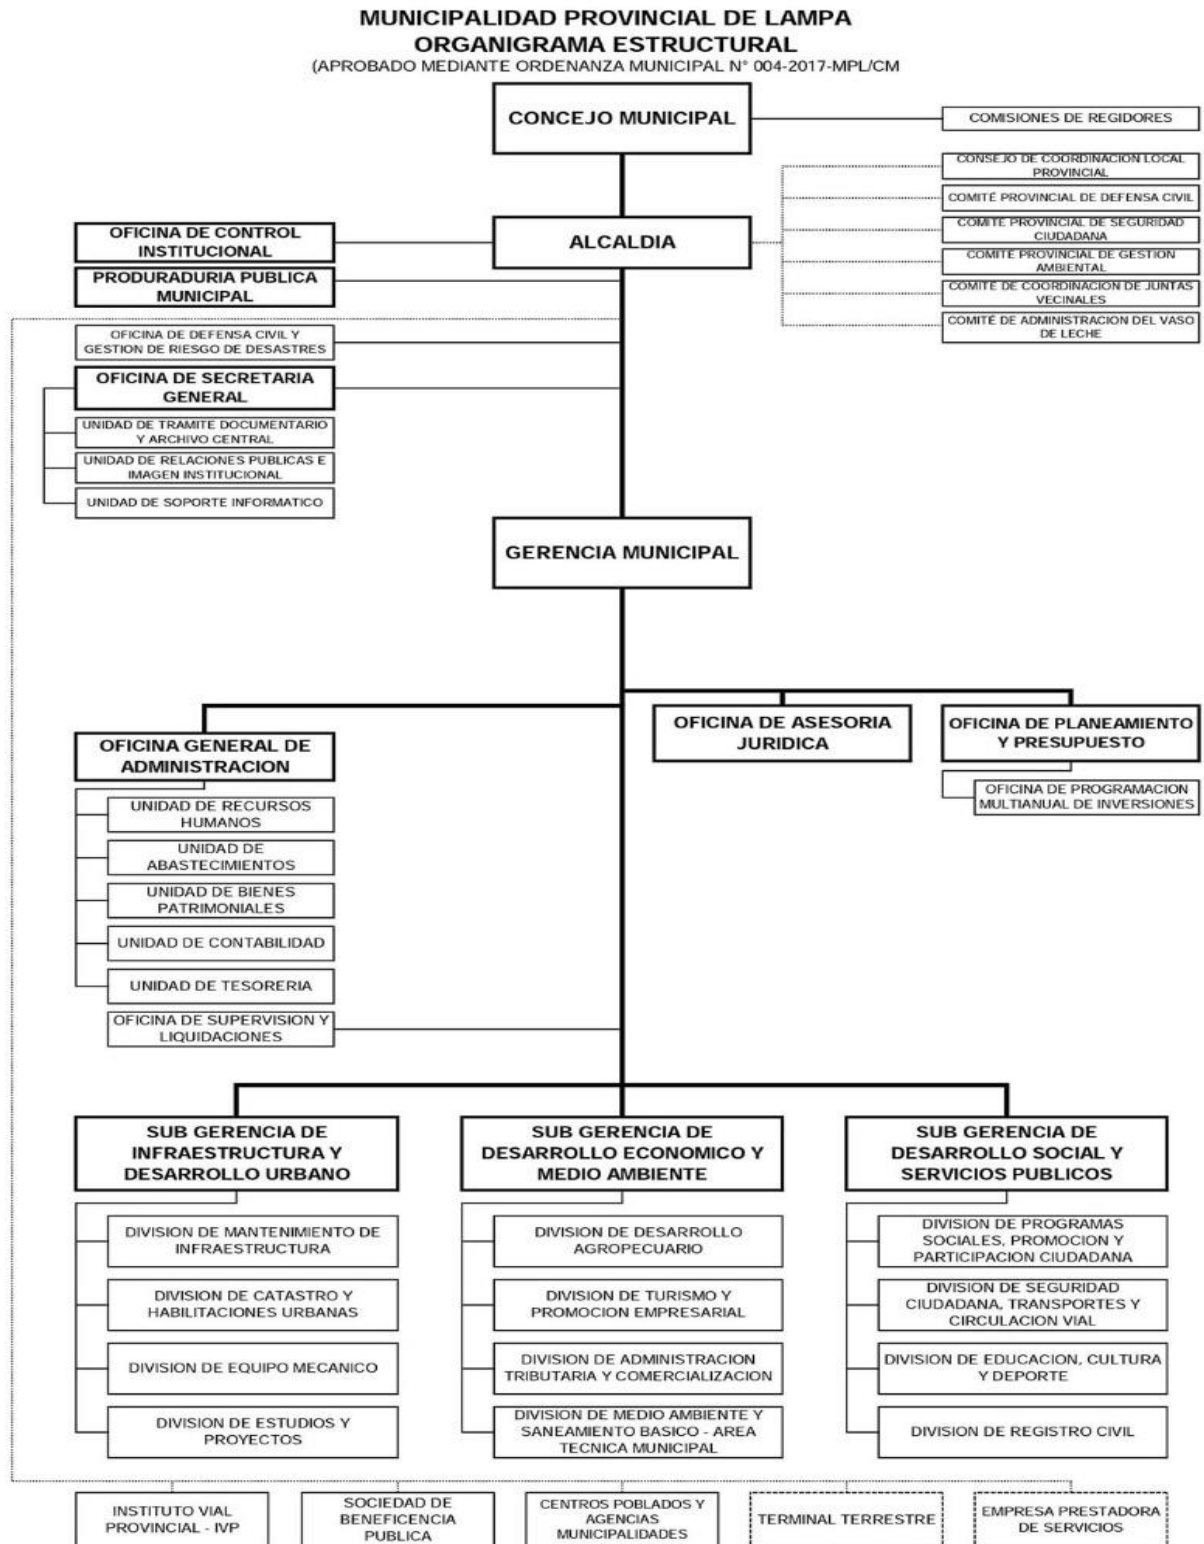 MUNICIPALIDAD PROVINCIAL DE LAMPA
ORGANIGRAMA ESTRUCTURAL
(APROBADO MEDIANTE ORDENANZA MUNICIPAL N° 004-2017-MPL/CM
CONCEJO MUNICIPAL
COMISIONES DE REGIDORES
CONSEJO DE COORDINACION LOCAL
PROVINCIAL
COMITÉ PROVINCIAL DE DEFENSA CIVIL
COMITÉ PROVINCIAL DE SEGURIDAD
CIUDADANA
COMITÉ PROVINCIAL DE GESTION
AMBIENTAL
COMITÉ DE COORDINACION DE JUNTAS
VECINALES
COMITÉ DE ADMINISTRACION DEL VASO
DE LECHE
ALCALDIA
OFICINA DE CONTROL
INSTITUCIONAL
PRODURADURIA PUBLICA
MUNICIPAL
OFICINA DE DEFENSA CIVIL Y
GESTION DE RIESGO DE DESASTRES
OFICINA DE SECRETARIA
GENERAL
UNIDAD DE TRAMITE DOCUMENTARIO
Y ARCHIVO CENTRAL
UNIDAD DE RELACIONES PUBLICAS E
IMAGEN INSTITUCIONAL
UNIDAD DE SOPORTE INFORMATICO
GERENCIA MUNICIPAL
OFICINA GENERAL DE
ADMINISTRACION
UNIDAD DE RECURSOS
HUMANOS
UNIDAD DE
ABASTECIMIENTOS
UNIDAD DE BIENES
PATRIMONIALES
UNIDAD DE CONTABILIDAD
UNIDAD DE TESORERIA
OFICINA DE SUPERVISION Y
LIQUIDACIONES
OFICINA DE ASESORIA
JURIDICA
OFICINA DE PLANEAMIENTO
Y PRESUPUESTO
OFICINA DE PROGRAMACION
MULTIANUAL DE INVERSIONES
SUB GERENCIA DE
INFRAESTRUCTURA Y
DESARROLLO URBANO
DIVISION DE MANTENIMIENTO DE
INFRAESTRUCTURA
DIVISION DE CATASTRO Y
HABILITACIONES URBANAS
DIVISION DE EQUIPO MECANICO
DIVISION DE ESTUDIOS Y
PROYECTOS
SUB GERENCIA DE
DESARROLLO ECONOMICO Y
MEDIO AMBIENTE
DIVISION DE DESARROLLO
AGROPECUARIO
DIVISION DE TURISMO Y
PROMOCION EMPRESARIAL
DIVISION DE ADMINISTRACION
TRIBUTARIA Y COMERCIALIZACION
DIVISION DE MEDIO AMBIENTE Y
SANEAMIENTO BASICO - AREA
TECNICA MUNICIPAL
SUB GERENCIA DE
DESARROLLO SOCIAL Y
SERVICIOS PUBLICOS
DIVISION DE PROGRAMAS
SOCIALES, PROMOCION Y
PARTICIPACION CIUDADANA
DIVISION DE SEGURIDAD
CIUDADANA, TRANSPORTES Y
CIRCULACION VIAL
DIVISION DE EDUCACION, CULTURA
Y DEPORTE
DIVISION DE REGISTRO CIVIL
INSTITUTO VIAL
PROVINCIAL - IVP
SOCIEDAD DE
BENEFICENCIA
PUBLICA
CENTROS POBLADOS Y
AGENCIAS
MUNICIPALIDADES
TERMINAL TERRESTRE
EMPRESA PRESTADORA
DE SERVICIOS